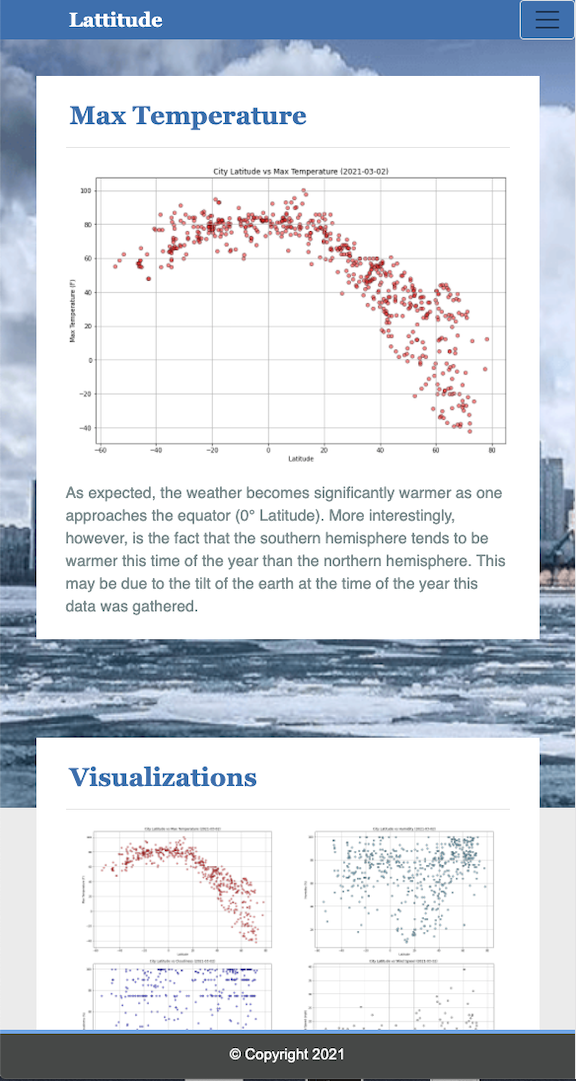 Lattitude
Max Temperature
City Latitude vs Max Temperature (2021-03-02)
100
80
60
40
20
0
−20
−40
Max Temperature (F)
−60
−40
−20
0
20
40
60
80
Latitude
As expected, the weather becomes significantly warmer as one
approaches the equator (0° Latitude). More interestingly,
however, is the fact that the southern hemisphere tends to be
warmer this time of the year than the northern hemisphere. This
may be due to the tilt of the earth at the time of the year this
data was gathered.
Visualizations
City Latitude vs Max Temperature (2021-03-02)
City Latitude vs Humidity (2021-03-02)
Latitude
Latitude
City Latitude vs Cloudiness (2021-03-02)
City Latitude vs Wind Speed (2021-03-02)
© Copyright 2021